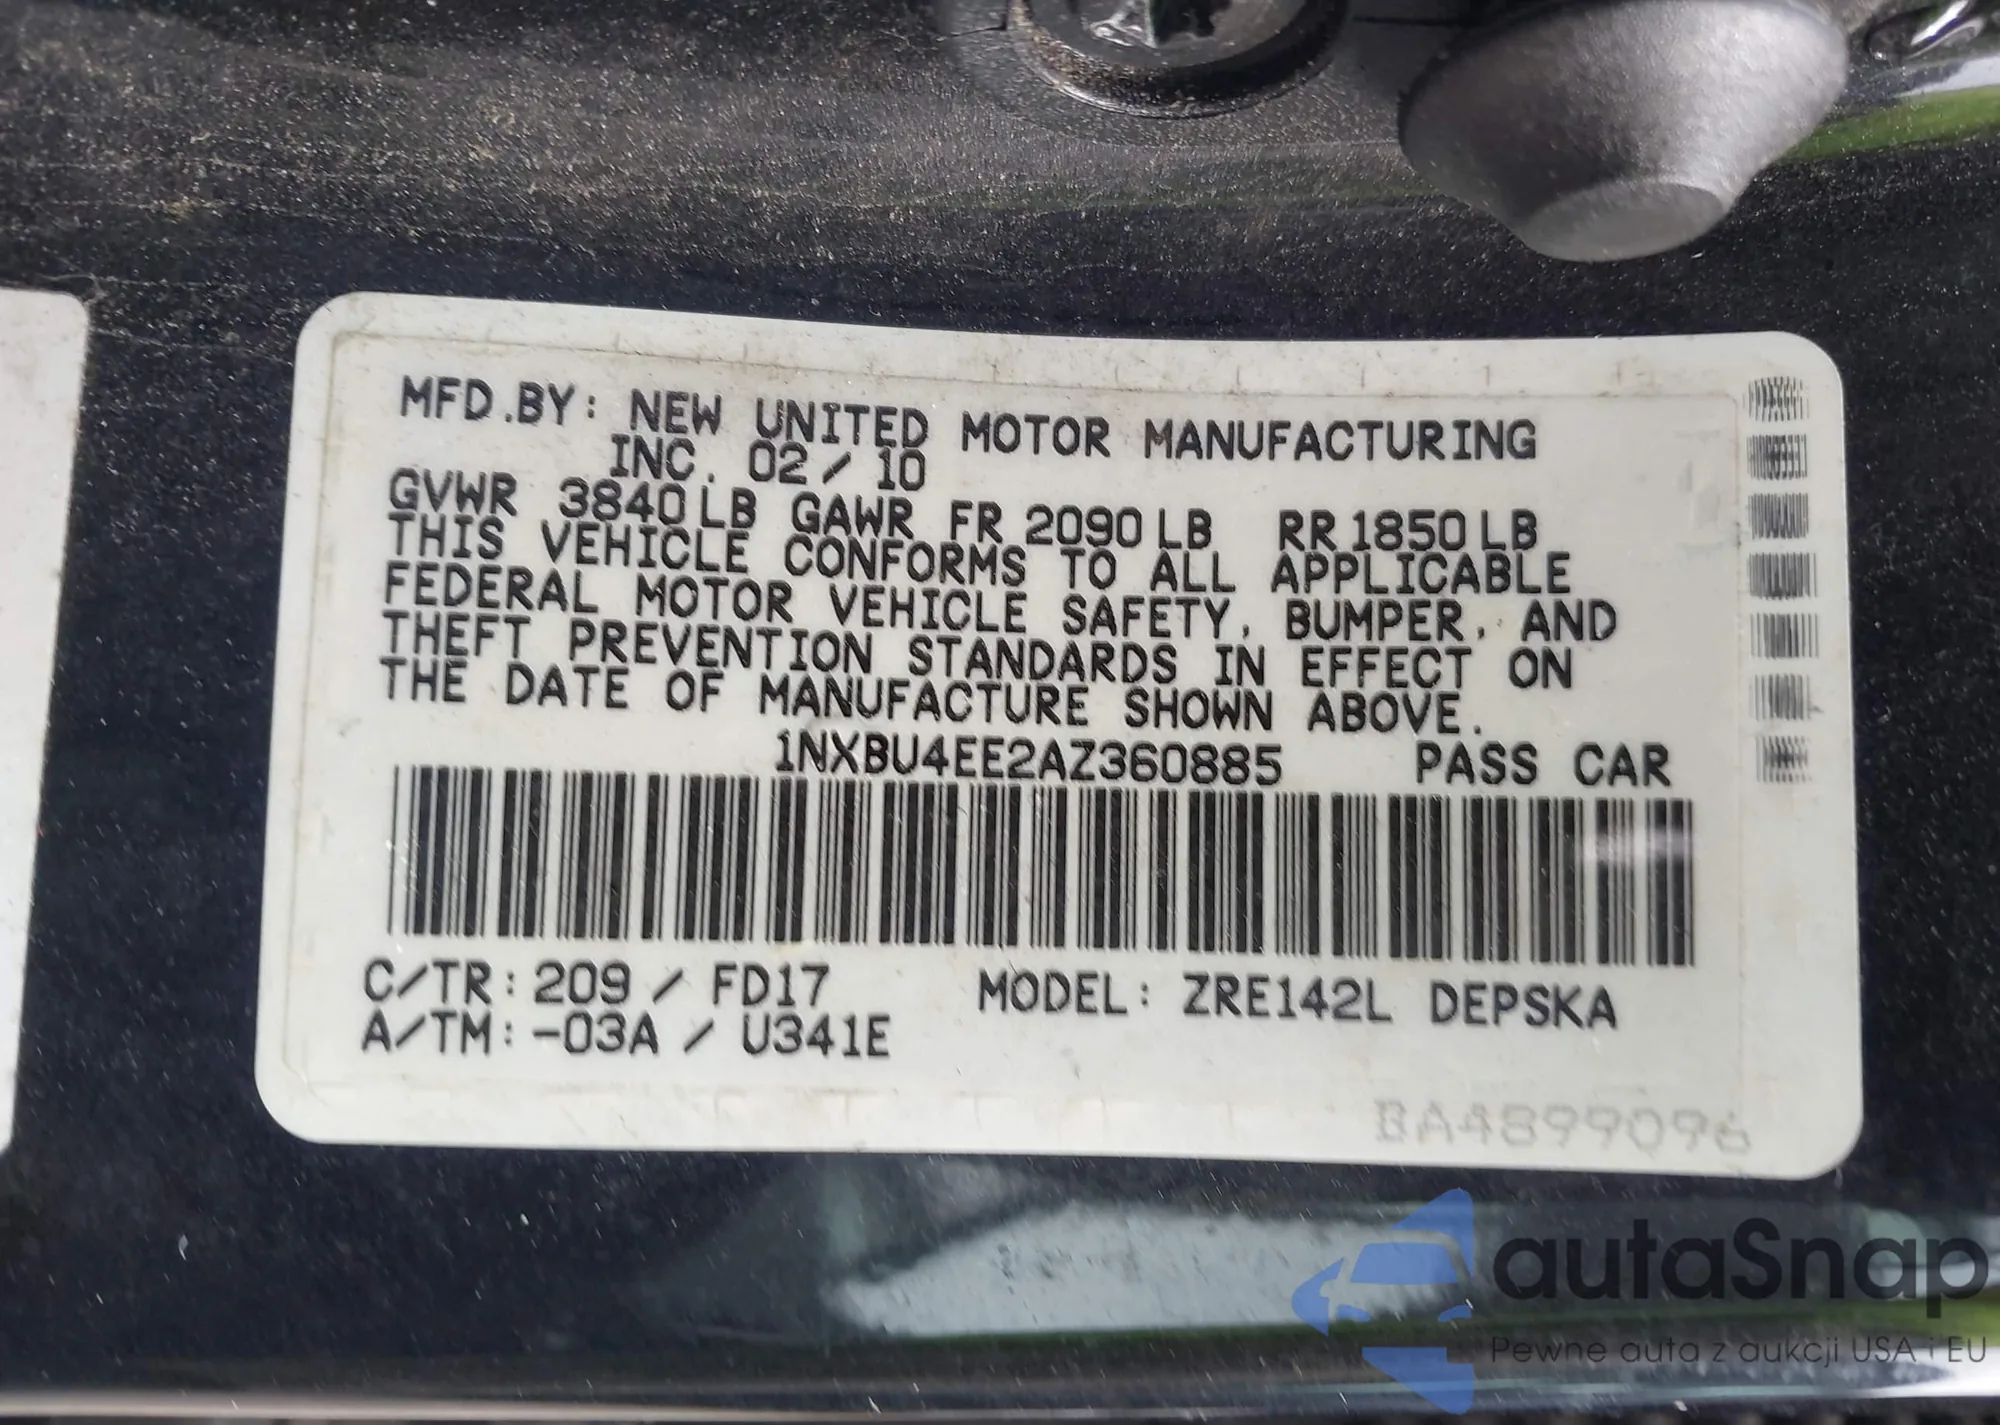 MFD.BY: NEW UNITED MOTOR MANUFACTURING
INC. 02/10
GVWR 3840LB GAWR FR 2090LB RR 1850LB
THIS VEHICLE CONFORMS TO ALL APPLICABLE
FEDERAL MOTOR VEHICLE SAFETY, BUMPER, AND
THEFT PREVENTION STANDARDS IN EFFECT ON
THE DATE OF MANUFACTURE SHOWN ABOVE.
1NXBU4EE2AZ360885 PASS CAR
C/TR: 209 / FD17 MODEL: ZRE142L DEPSKA
A/TM: -03A / U341E
BA4899096
autaSnap
Pewne auta z aukcji USA i EU